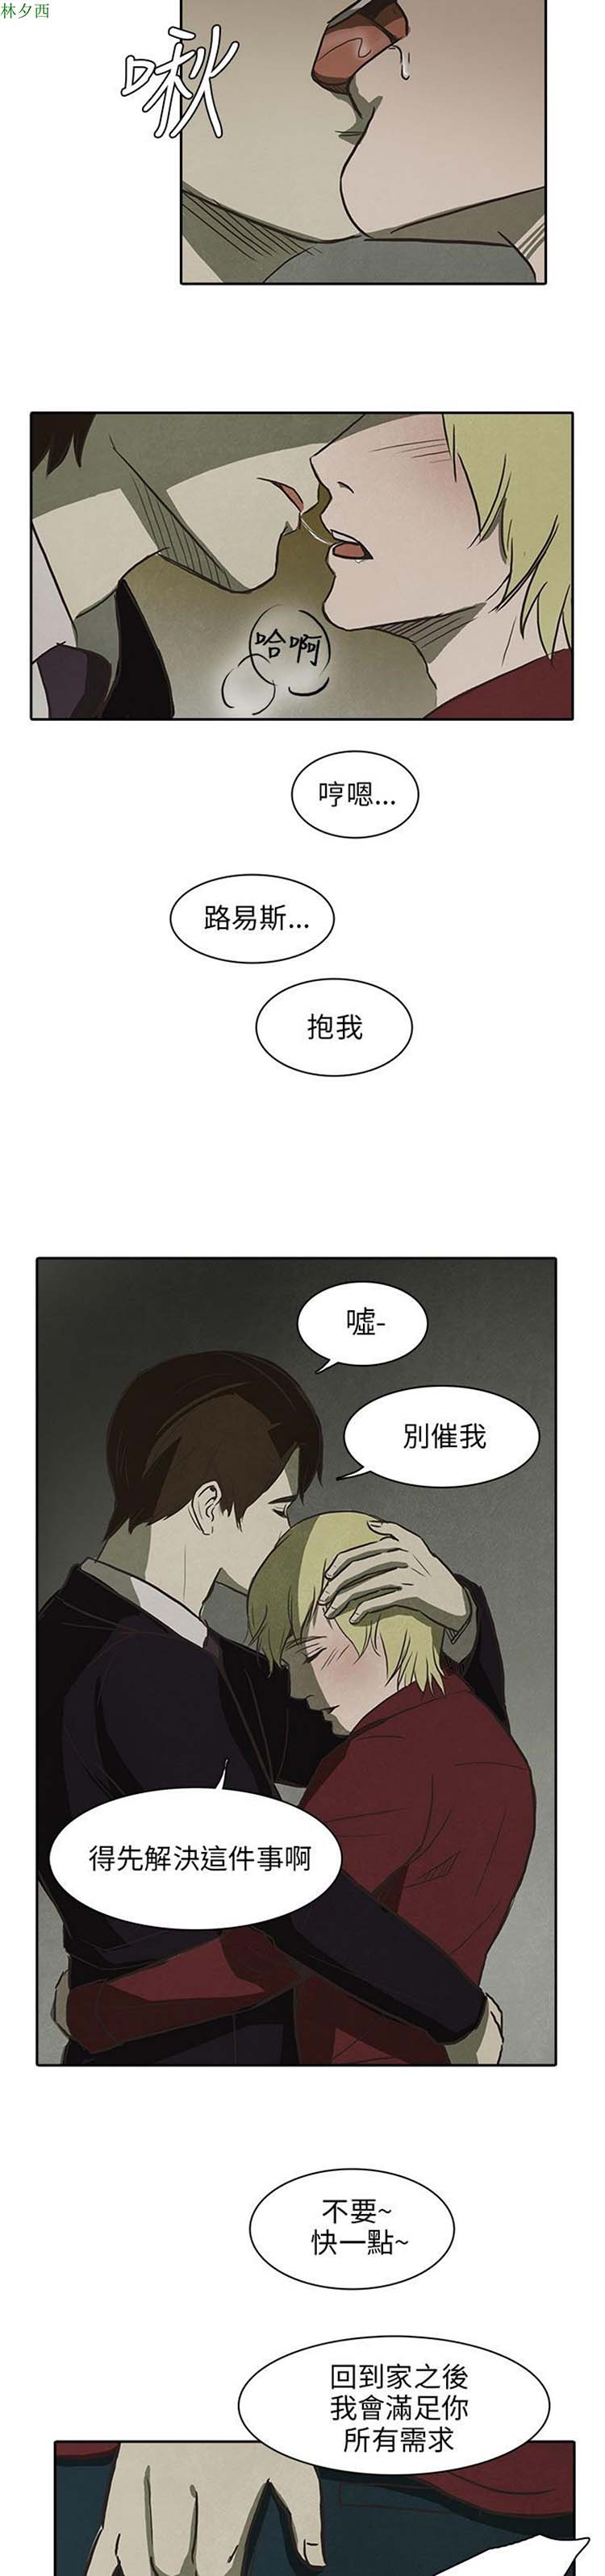 林夕西
啾
哈啊
哼嗯...
路易斯...
抱我
噓-
別催我
得先解決這件事啊
不要~
快一點~
回到家之後
我會滿足你
所有需求